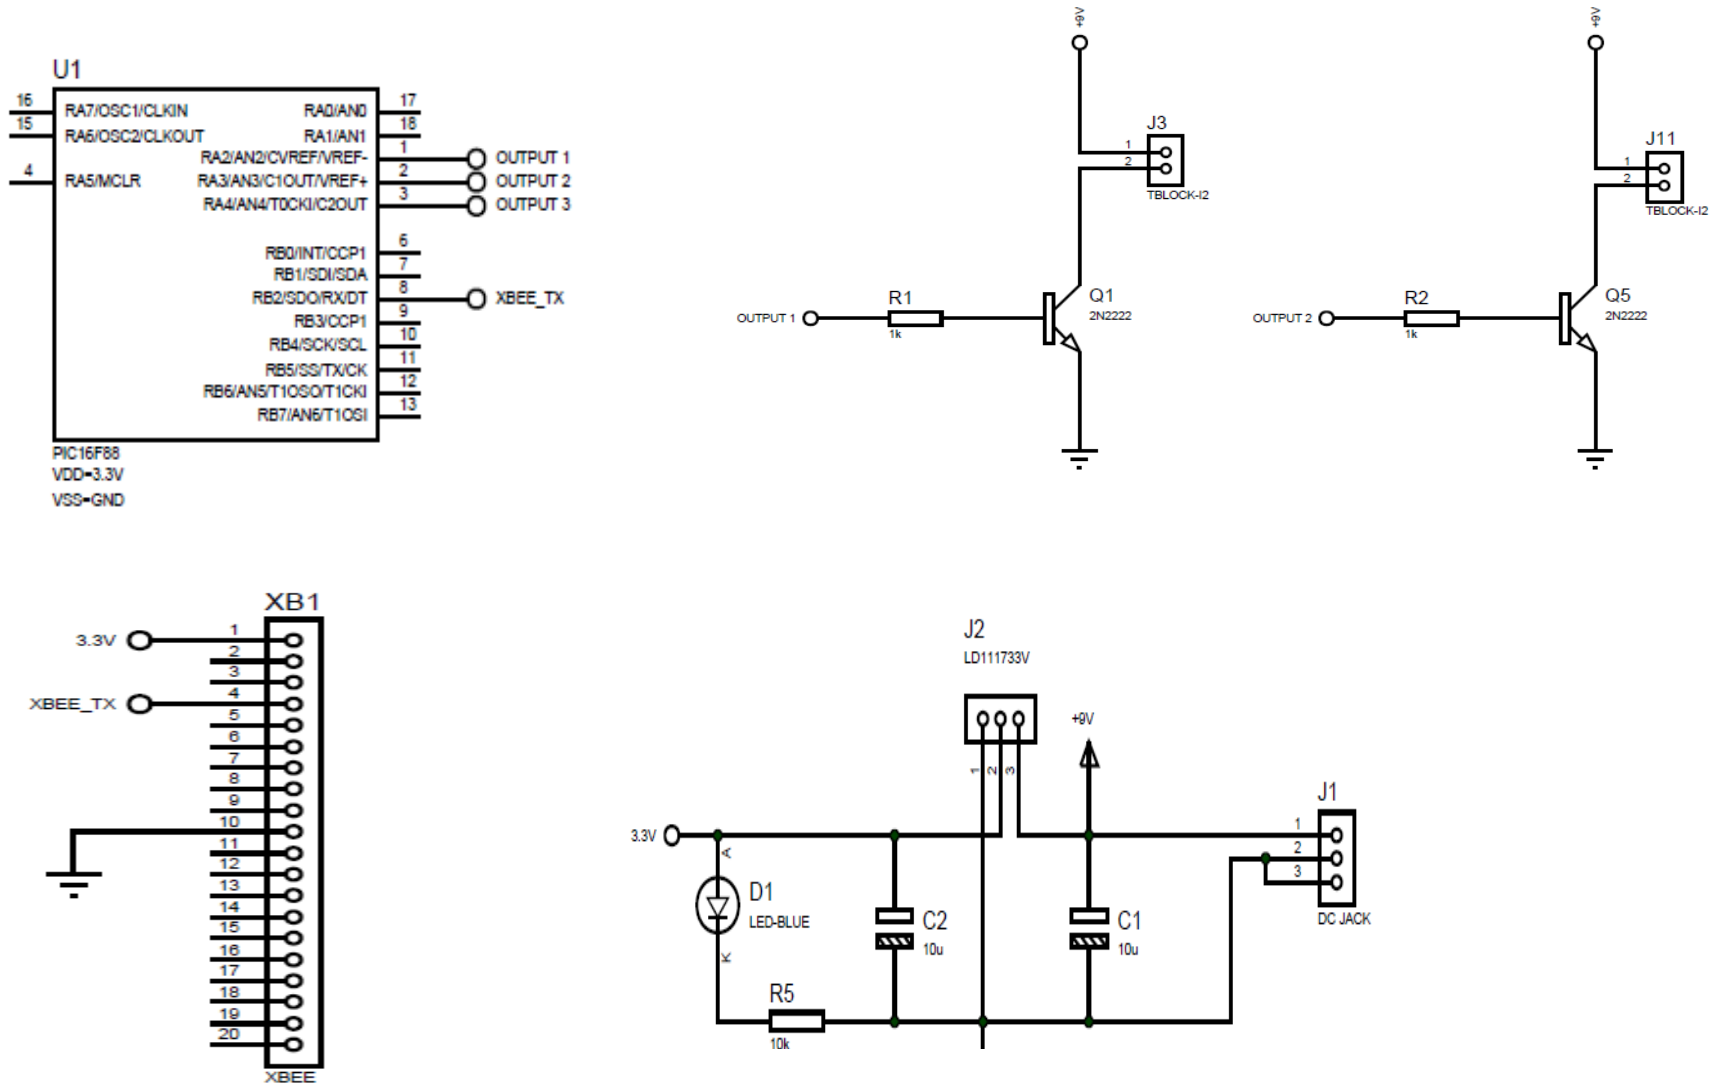 U1
16
RA7/OSC1/CLKIN
RA0/AN0
17
15
RA6/OSC2/CLKOUT
RA1/AN1
18
RA2/AN2/CVREF/VREF-
1
OUTPUT 1
4
RA5/MCLR
RA3/AN3/C1OUT/VREF+
2
OUTPUT 2
RA4/AN4/T0CKI/C2OUT
3
OUTPUT 3
RB0/INT/CCP1
6
RB1/SDI/SDA
7
RB2/SDO/RX/DT
8
XBEE_TX
RB3/CCP1
9
RB4/SCK/SCL
10
RB5/SS/TX/CK
11
RB6/AN5/T1OSO/T1CKI
12
RB7/AN6/T1OSI
13
PIC16F88
VDD=3.3V
VSS=GND
+9V
J3
1
2
TBLOCK-I2
Q1
2N2222
R1
1k
OUTPUT 1
+9V
J11
1
2
TBLOCK-I2
Q5
2N2222
R2
1k
OUTPUT 2
XB1
3.3V
1
2
3
XBEE_TX
4
5
6
7
8
9
10
11
12
13
14
15
16
17
18
19
20
XBEE
J2
LD111733V
1
2
3
+9V
J1
1
2
3
DC JACK
3.3V
A
D1
LED-BLUE
K
C2
10u
C1
10u
R5
10k